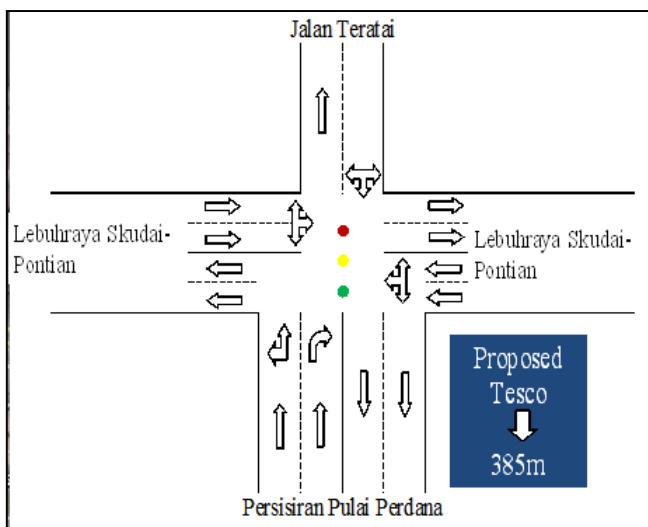 Jalan Teratai
Lebuhraya Skudai-
Pontian
Lebuhraya Skudai-
Pontian
Proposed
Tesco
385m
Persisiran Pulai Perdana